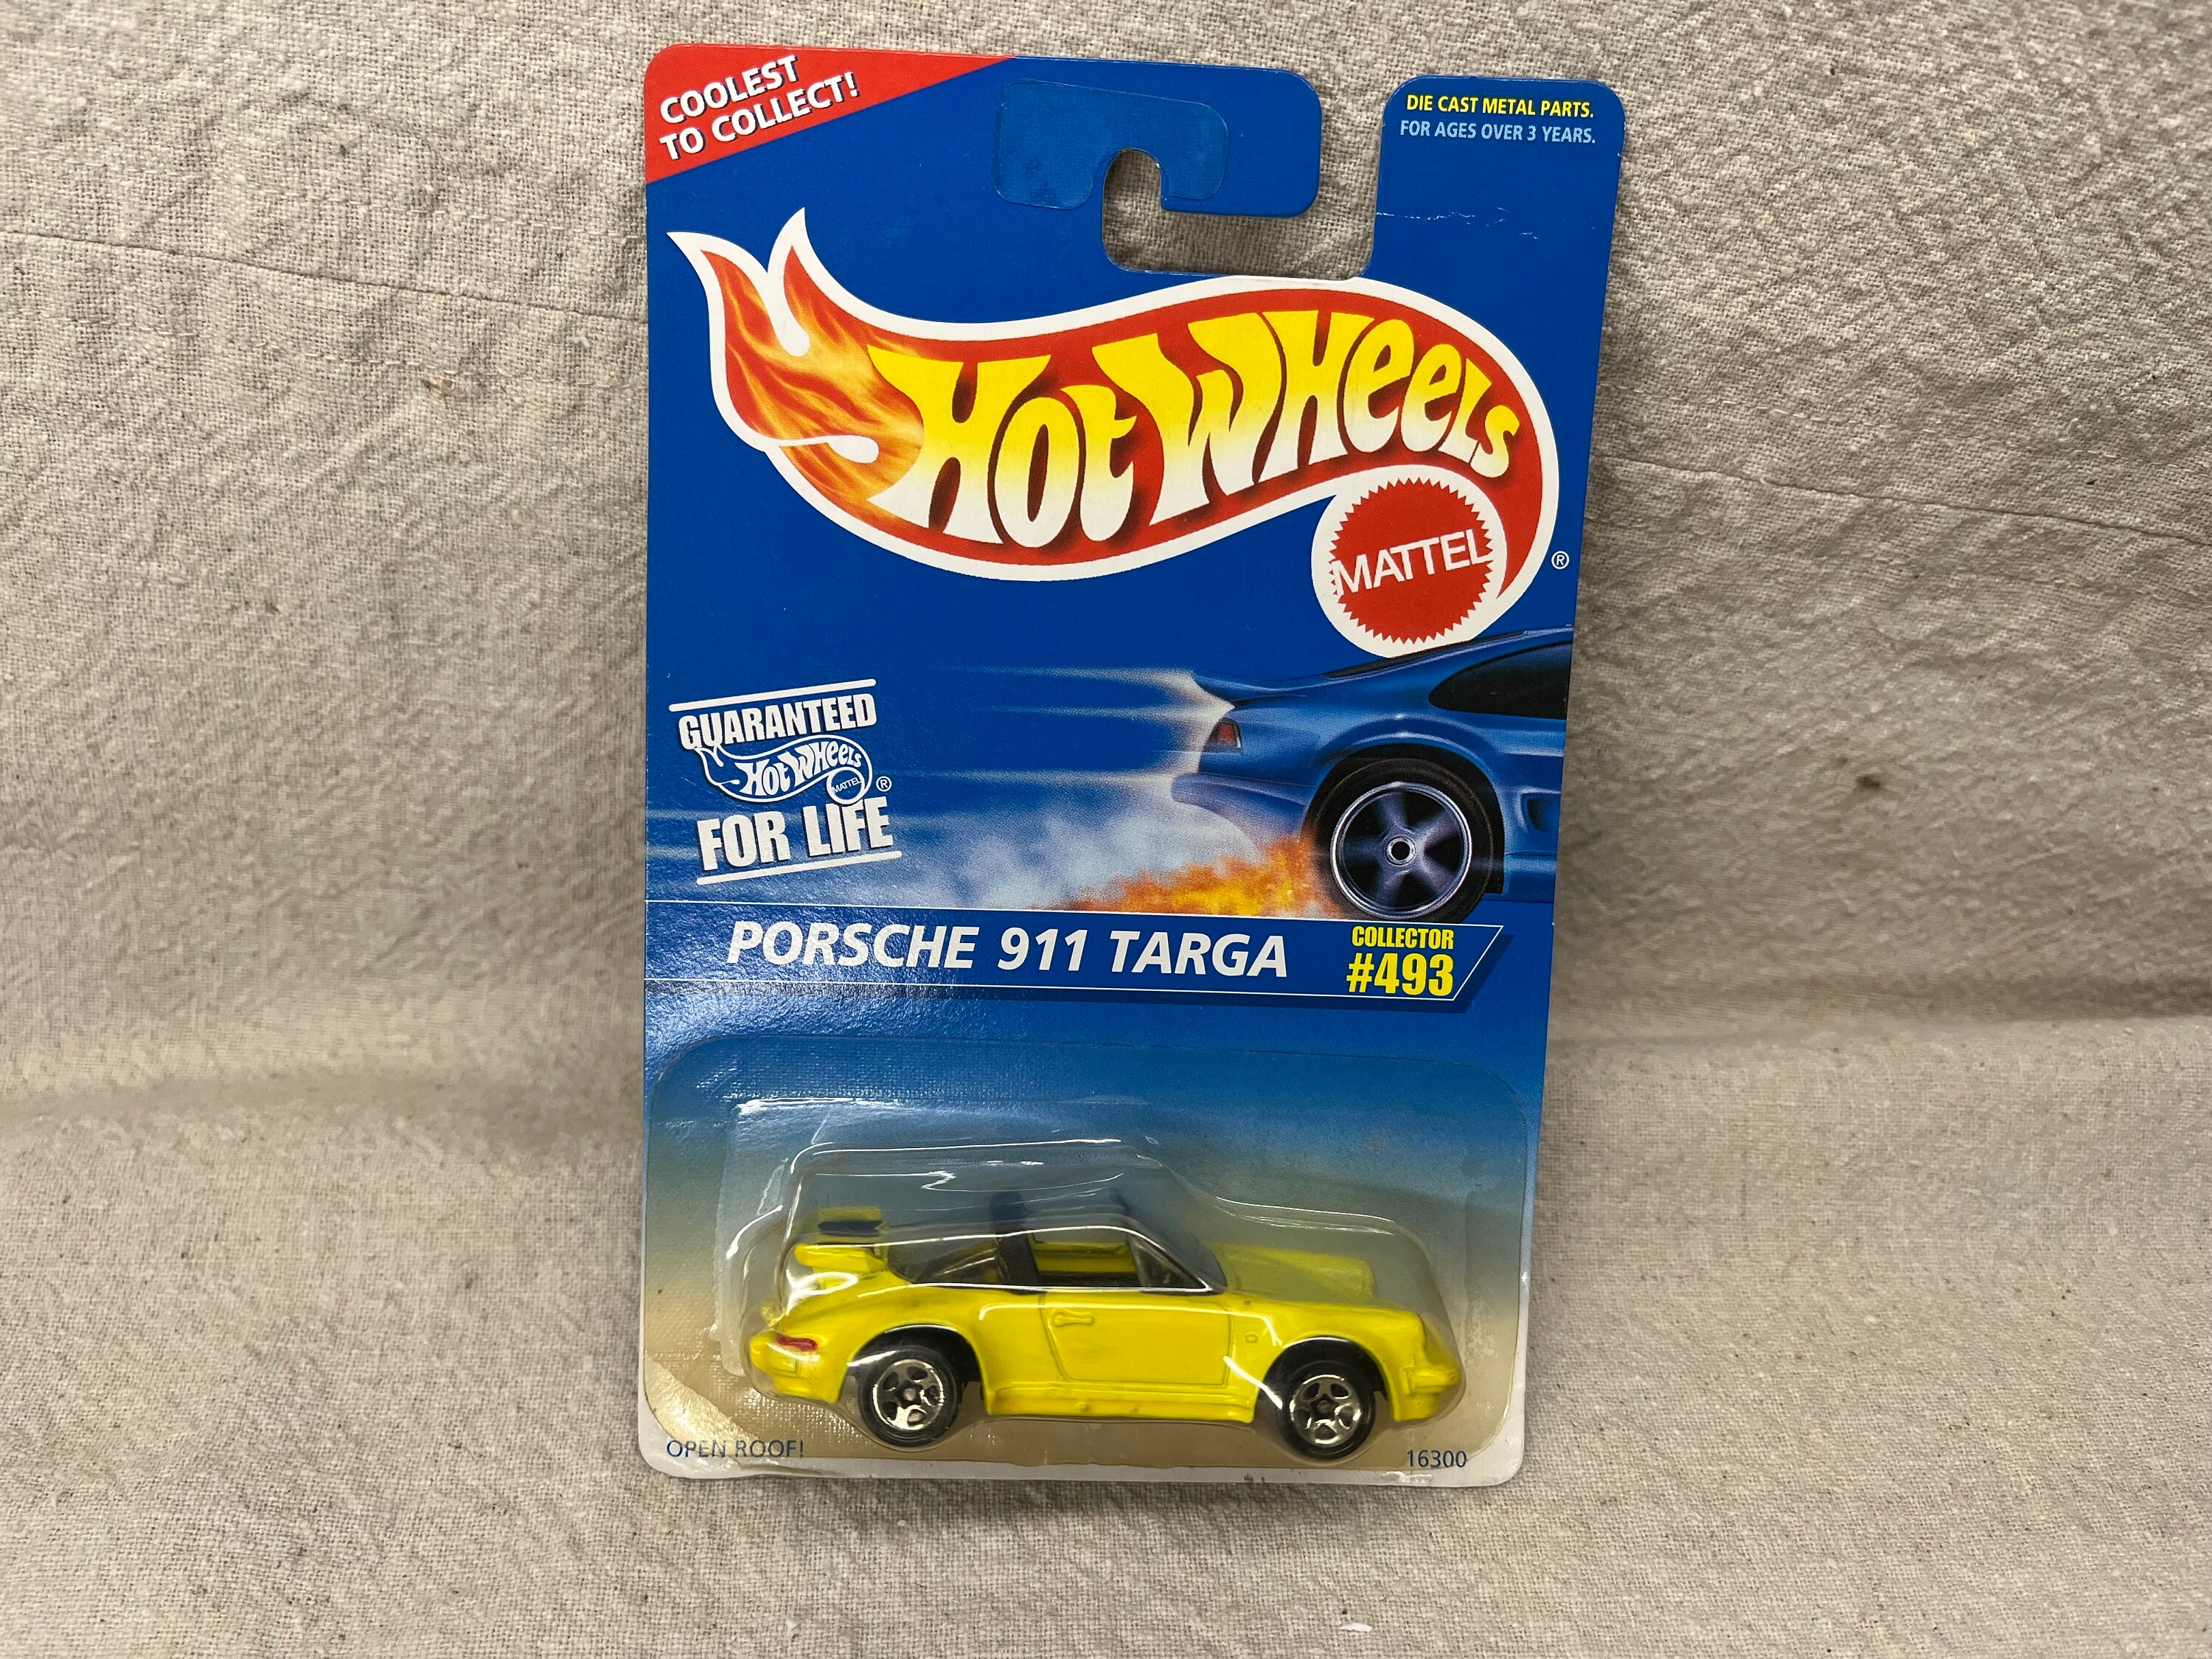 COOLEST
TO COLLECT!
DIE CAST METAL PARTS.
FOR AGES OVER 3 YEARS.
HOT WHEELS
MATTEL
®
GUARANTEED
HOT WHEELS
MATTEL
®
FOR LIFE
PORSCHE 911 TARGA
COLLECTOR
#493
OPEN ROOF!
16300